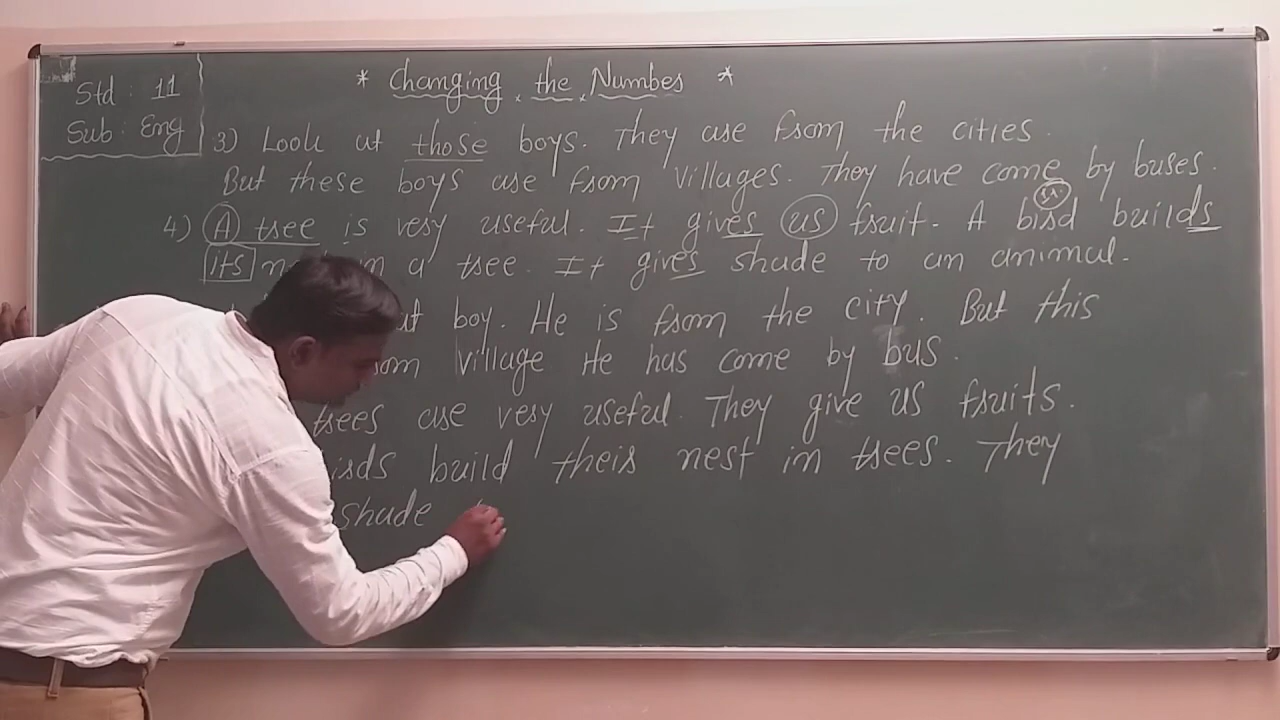 Std : 11
Sub : Eng
* Changing the Number *
3) Look at those boys. They are from the cities.
But these boys are from villages. They have come by buses.
4) A tree is very useful. It gives us fruit. A bird builds
its in a tree. It gives shade to an animal.
boy. He is from the city. But this
village He has come by bus.
trees are very useful. They give us fruits.
build their nest in trees. They
shade